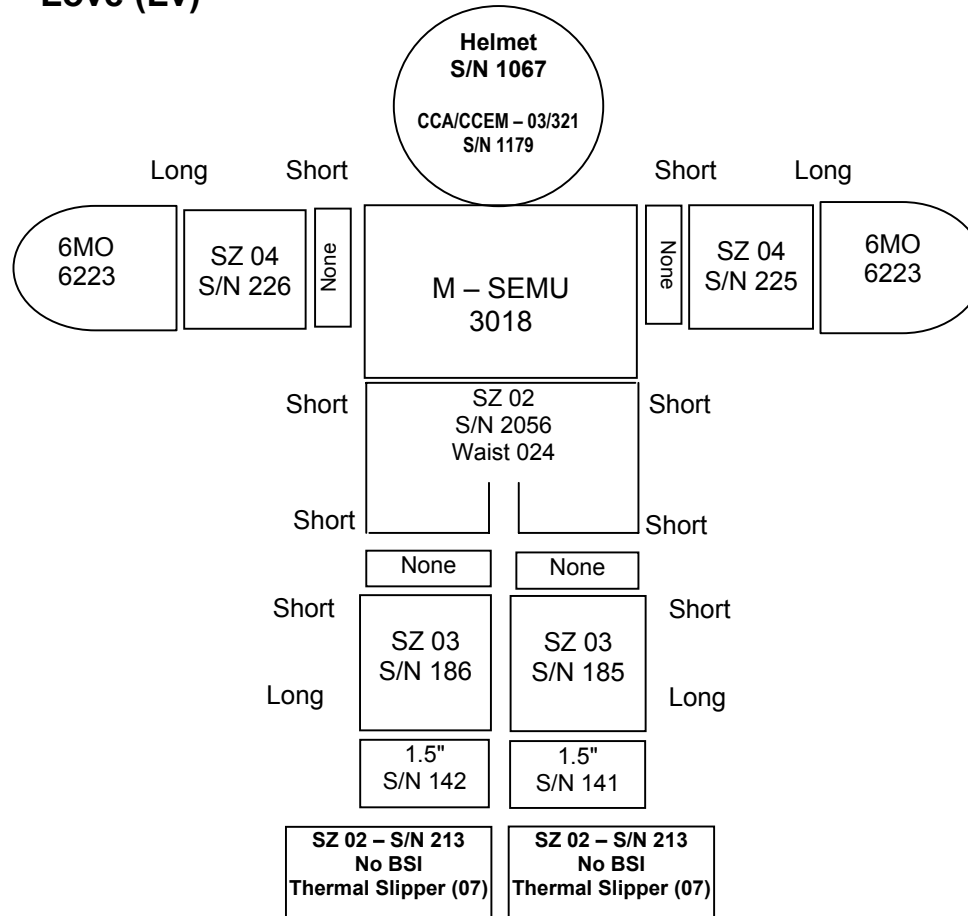 Helmet
S/N 1067
CCA/CCEM – 03/321
S/N 1179
Long Short Short Long
6MO
6223
SZ 04
S/N 226
None
M – SEMU
3018
None
SZ 04
S/N 225
6MO
6223
Short
SZ 02
S/N 2056
Waist 024
Short
Short
Short
None
None
Short
SZ 03
S/N 186
SZ 03
S/N 185
Short
Long
Long
1.5"
S/N 142
1.5"
S/N 141
SZ 02 – S/N 213
No BSI
Thermal Slipper (07)
SZ 02 – S/N 213
No BSI
Thermal Slipper (07)